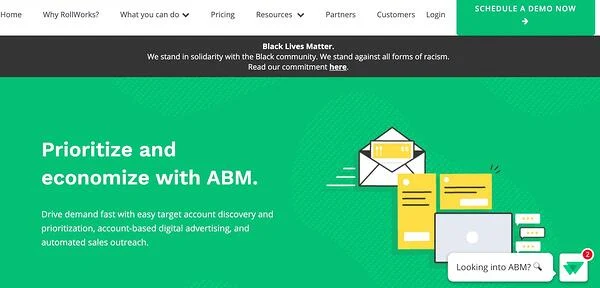 Home Why RollWorks? What you can do Pricing Resources Partners Customers Login SCHEDULE A DEMO NOW
Black Lives Matter.
We stand in solidarity with the Black community. We stand against all forms of racism.
Read our commitment here.
Prioritize and
economize with ABM.
Drive demand fast with easy target account discovery and
prioritization, account-based digital advertising, and
automated sales outreach.
Looking into ABM? 🔍
2